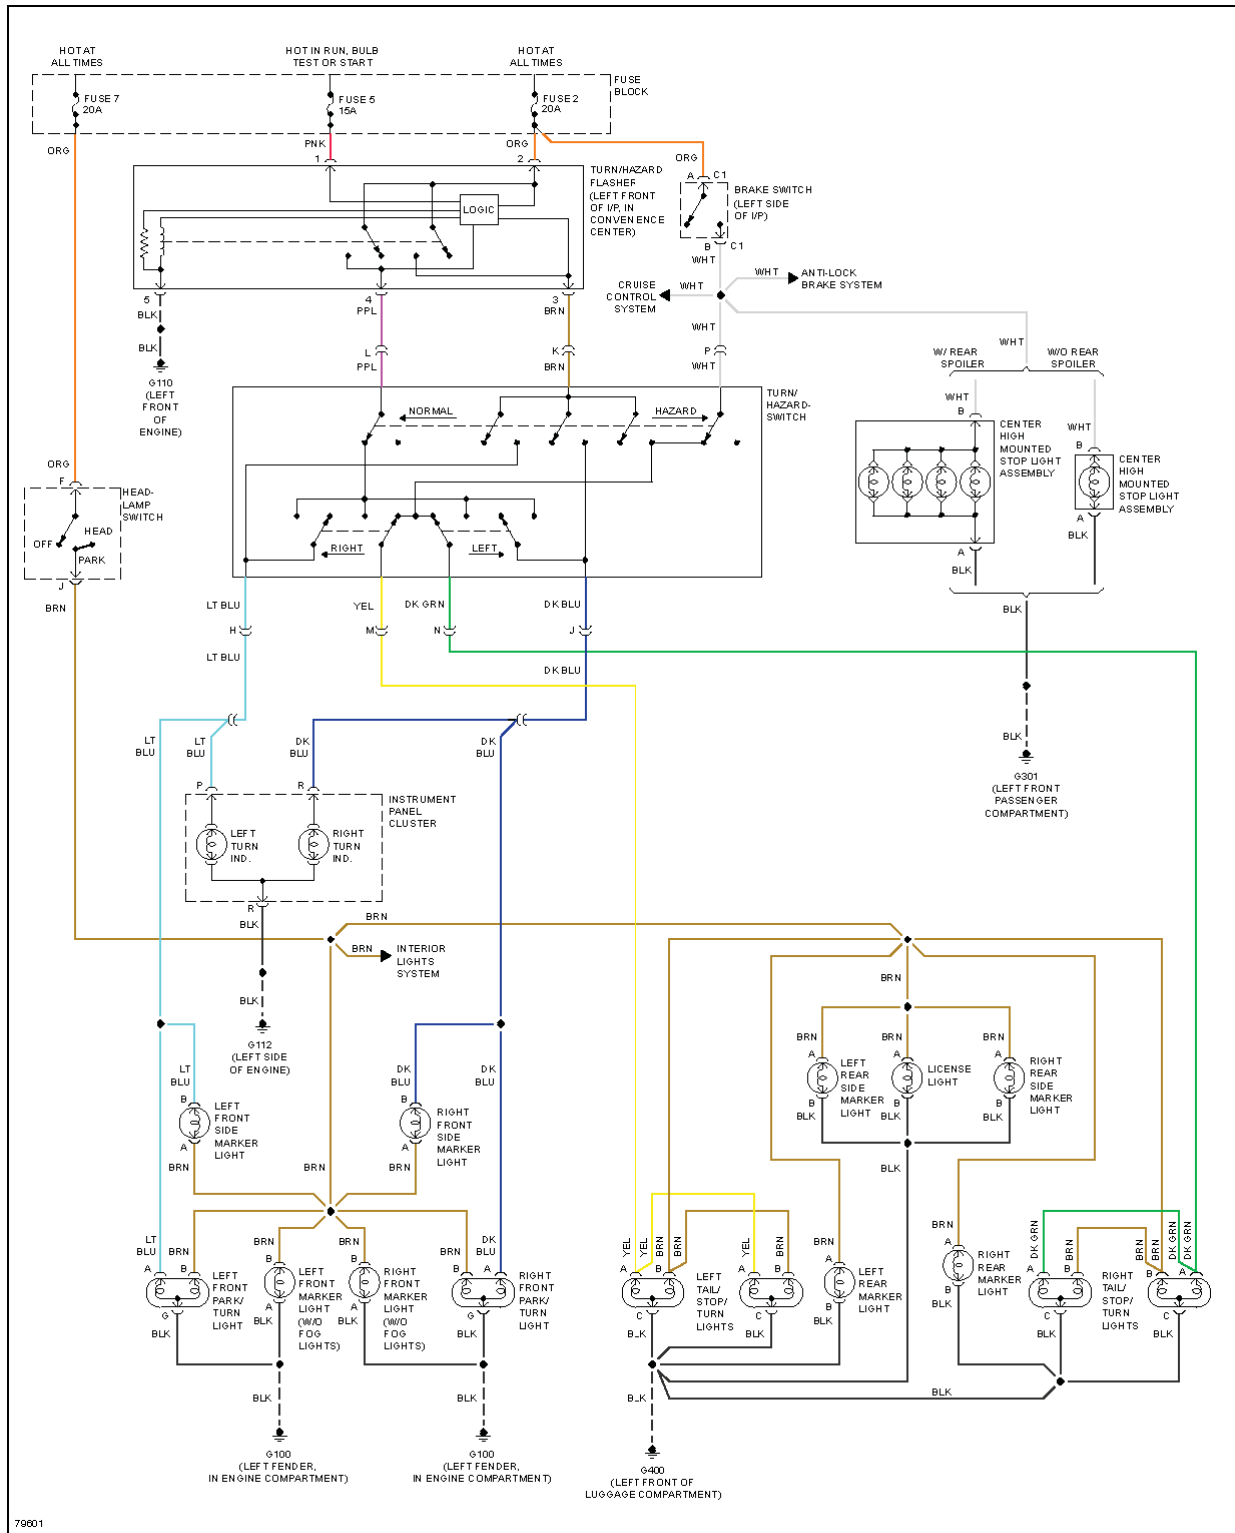 HOT AT
ALL TIMES
HOT IN RUN, BULB
TEST OR START
HOT AT
ALL TIMES
FUSE 7
20A
FUSE 5
15A
FUSE 2
20A
FUSE
BLOCK
ORG
PNK
ORG
ORG
1
2
A
C1
TURN/HAZARD
FLASHEF
(LEFT FRONT
OF I/P, IN
CONVENENCE
CENTER)
LOGIC
BRAKE SWITCH
(LEFT SIDE
OF I/P)
B
C1
WHT
WHT
ANTI-LOCK
BRAKE SYSTEM
CRUISE
CONTROL
SYSTEM
WHT
5
4
3
BLK
PPL
BRN
WHT
WHT
BLK
L
K
P
PPL
BRN
WHT
W/ REAR
SPOILER
W/O REAR
SPOILER
G110
(LEFT
FRONT
OF
ENGINE)
NORMAL
HAZARD
TURN/
HAZARD-
SWITCH
WHT
B
WHT
B
CENTER
HIGH
MOUNTED
STOP LIGHT
ASSEMBLY
CENTER
HIGH
MOUNTED
STOP LIGHT
ASSEMBLY
ORG
F
HEAD-
LAMP
SWITCH
OFF
HEAD
PARK
J
BRN
RIGHT
LEFT
A
BLK
A
BLK
BLK
LT BLU
YEL
DK GRN
DK BLU
H
M
N
J
LT BLU
DK BLU
LT
BLU
LT
BLU
DK
BLU
DK
BLU
BLK
G301
(LEFT FRONT
PASSENGER
COMPARTMENT)
P
R
INSTRUMENT
PANEL
CLUSTER
LEFT
TURN
IND.
RIGHT
TURN
IND.
R
BLK
BRN
BRN
INTERIOR
LIGHTS
SYSTEM
BRN
BLK
G112
(LEFT SIDE
OF ENGINE)
BRN
A
BRN
A
BRN
A
LEFT
REAR
SIDE
MARKER
LIGHT
LICENSE
LIGHT
RIGHT
REAR
SIDE
MARKER
LIGHT
B
BLK
B
BLK
B
BLK
BLK
LT
BLU
DK
BLU
DK
BLU
B
B
LEFT
FRONT
SIDE
MARKER
LIGHT
RIGHT
FRONT
SIDE
MARKER
LIGHT
A
A
BRN
BRN
BRN
LT
BLU
BRN
BRN
BRN
BRN
DK
BLU
A
B
B
B
B
A
LEFT
FRONT
PARK/
TURN
LIGHT
LEFT
FRONT
MARKER
LIGHT
(W/O
FOG
LIGHTS)
RIGHT
FRONT
MARKER
LIGHT
(W/O
FOG
LIGHTS)
RIGHT
FRONT
PARK/
TURN
LIGHT
G
A
A
G
BLK
BLK
BLK
BLK
BLK
BLK
G100
(LEFT FENDER,
IN ENGINE COMPARTMENT)
G100
(LEFT FENDER,
IN ENGINE COMPARTMENT)
YEL
YEL
BRN
BRN
YEL
BRN
BRN
A
B
A
B
A
LEFT
TAIL/
STOP/
TURN
LIGHTS
LEFT
REAR
MARKER
LIGHT
C
C
B
BLK
BLK
BLK
BRN
A
RIGHT
REAR
MARKER
LIGHT
B
BLK
DK GRN
BRN
BRN
BRN
DK GRN
DK GRN
A
B
B
A
RIGHT
TAIL/
STOP/
TURN
LIGHTS
C
C
BLK
BLK
BLK
BLK
G400
(LEFT FRONT OF
LUGGAGE COMPARTMENT)
79601